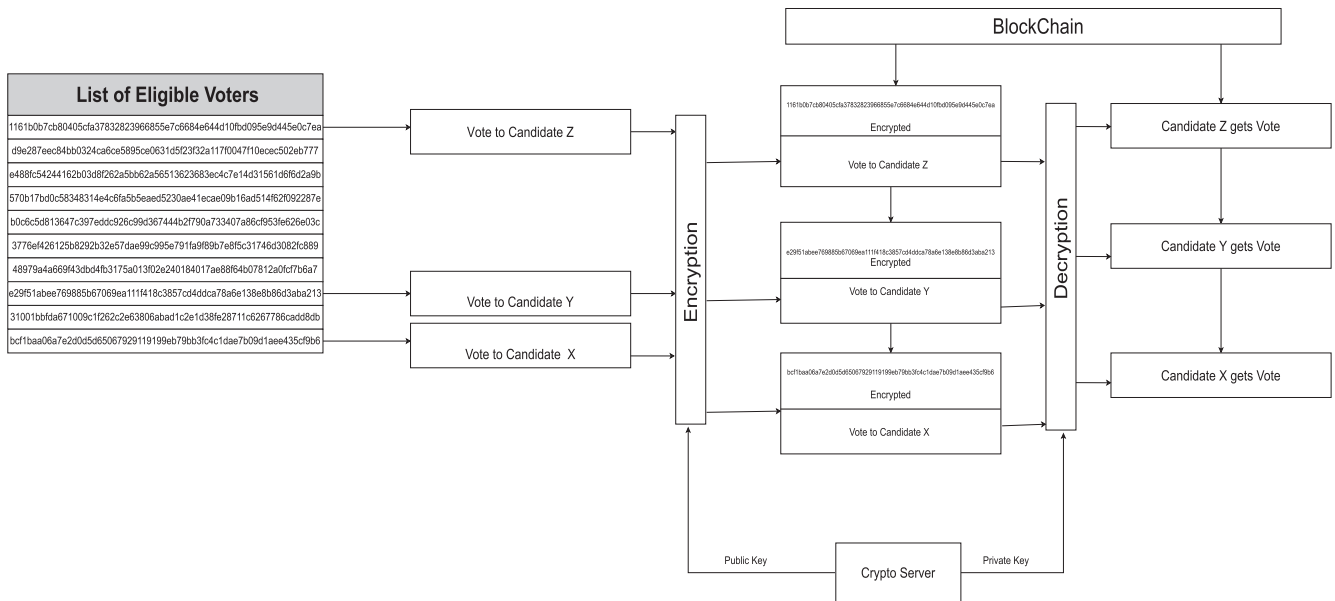 BlockChain
List of Eligible Voters
1161b0b7cb80405cfa37832823966855e7c6684e644d10fbd095e9d445e0c7ea
d9e287eec84bb0324ca6ce5895ce0631d5f23f32a117f0047f10ecec502eb777
e488fc54244162b03d8f262a5bb62a56513623683ec4c7e14d31561d6f6d2a9b
570b17bd0c58348314e4c6fa5b5eaed5230ae41ecae09b16ad514f62f092287e
b0c6c5d813647c397eddc926c99d367444b2f790a733407a86cf953fe626e03c
3776ef426125b8292b32e57dae99c995e791fa9f89b7e8f5c31746d3082fc889
48979a4a669f43dbd4fb3175a013f02e240184017ae88f64b07812a0fcf7b6a7
e29f51abee769885b67069ea111f418c3857cd4ddca78a6e138e8b86d3aba213
31001bbfda671009c1f262c2e63806abad1c2e1d38fe28711c6267786cadd8db
bcf1baa06a7e2d0d5d65067929119199eb79bb3fc4c1dae7b09d1aee435cf9b6
Vote to Candidate Z
Vote to Candidate Y
Vote to Candidate X
Encryption
1161b0b7cb80405cfa37832823966855e7c6684e644d10fbd095e9d445e0c7ea
Encrypted
Vote to Candidate Z
e29f51abee769885b67069ea111f418c3857cd4ddca78a6e138e8b86d3aba213
Encrypted
Vote to Candidate Y
bcf1baa06a7e2d0d5d65067929119199eb79bb3fc4c1dae7b09d1aee435cf9b6
Encrypted
Vote to Candidate X
Decryption
Candidate Z gets Vote
Candidate Y gets Vote
Candidate X gets Vote
Public Key
Crypto Server
Private Key